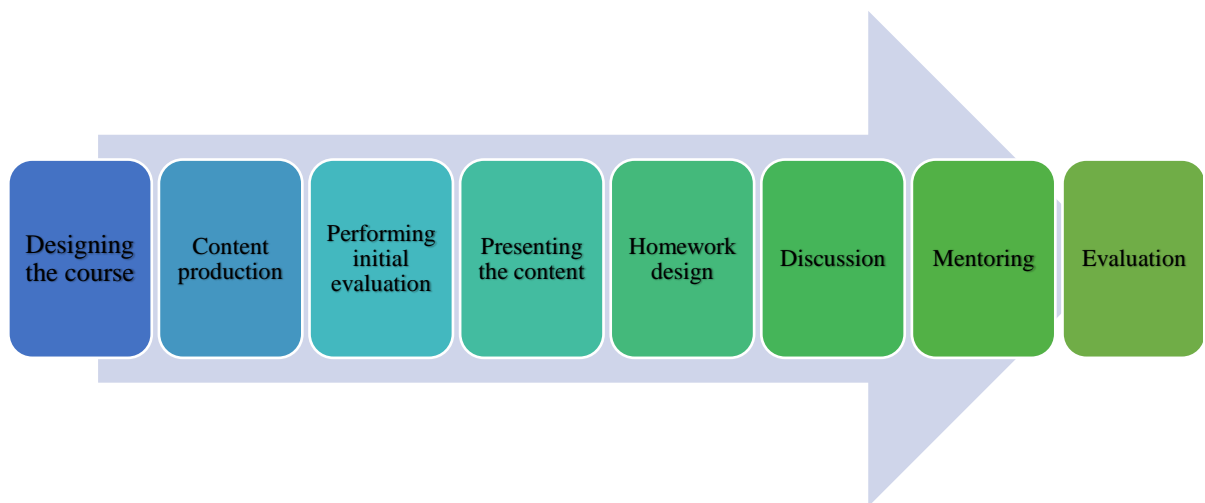 Designing
the course
Content
production
Performing
initial
evaluation
Presenting
the content
Homework
design
Discussion
Mentoring
Evaluation